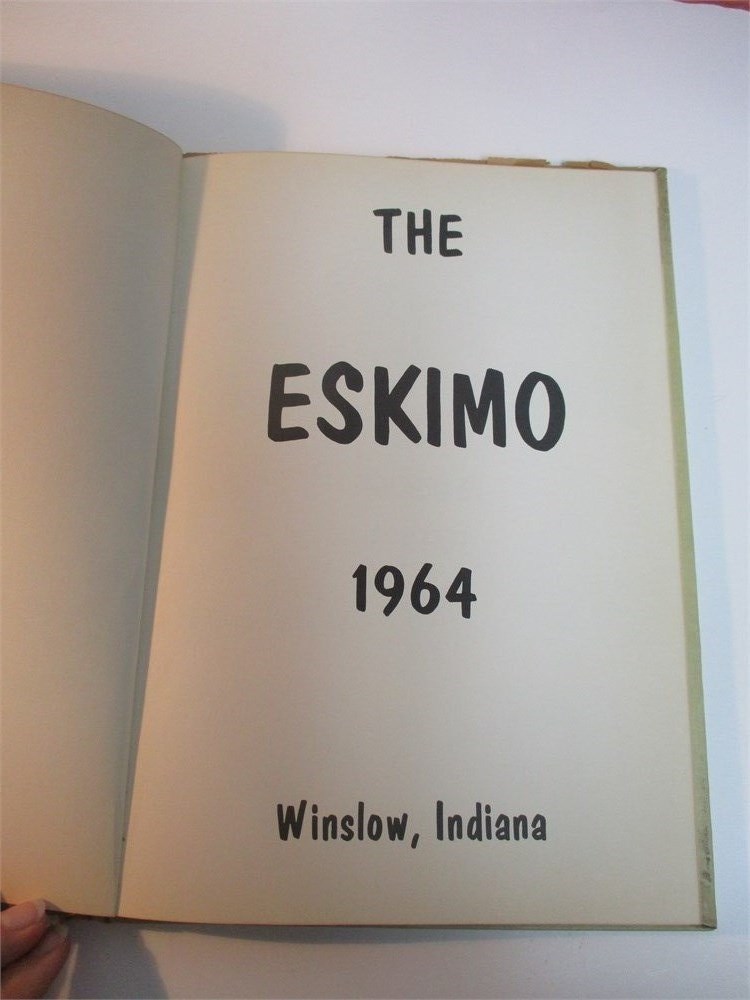 THE
ESKIMO
1964
Winslow, Indiana